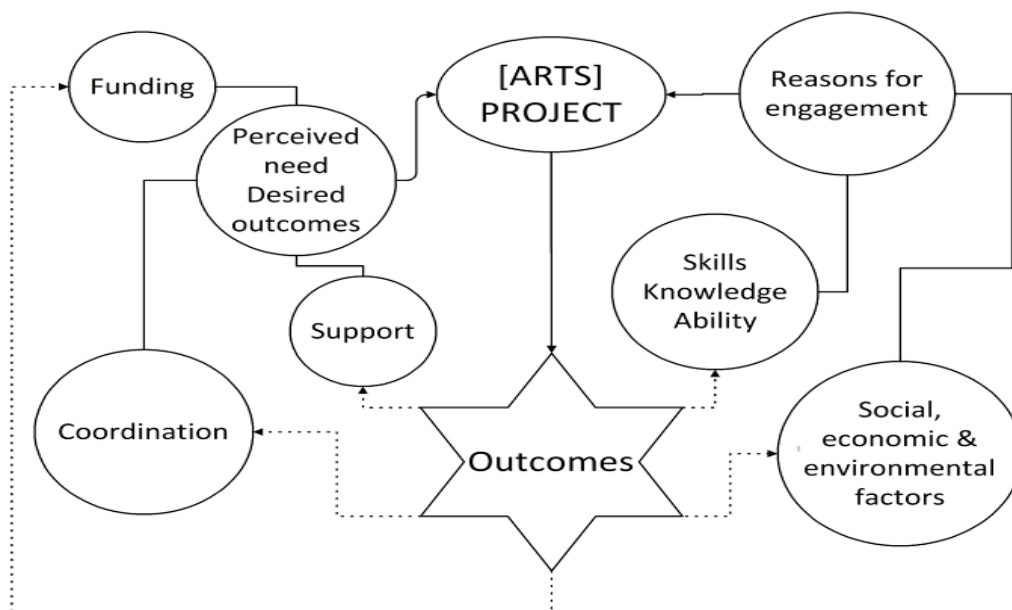 Funding
[ARTS]
PROJECT
Reasons for
engagement
Perceived
need
Desired
outcomes
Skills
Knowledge
Ability
Support
Coordination
Outcomes
Social,
economic &
environmental
factors